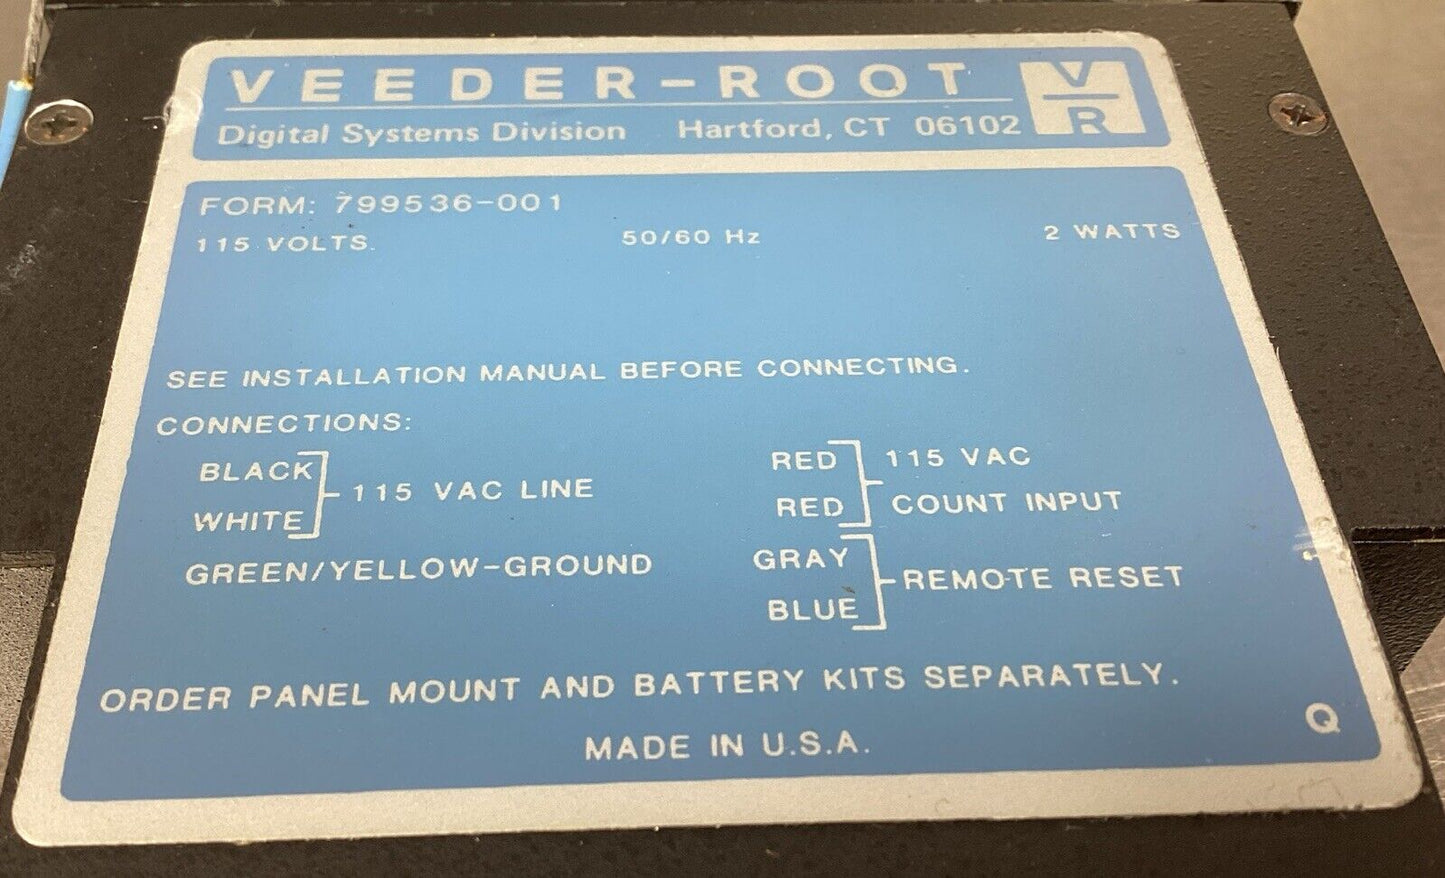 VEEDER-ROOT
V
R
Digital Systems Division Hartford, CT 06102
FORM: 799536-001
115 VOLTS. 50/60 Hz 2 WATTS
SEE INSTALLATION MANUAL BEFORE CONNECTING.
CONNECTIONS:
BLACK
WHITE
115 VAC LINE
GREEN/YELLOW-GROUND
RED
RED
115 VAC
COUNT INPUT
GRAY
BLUE
REMOTE RESET
ORDER PANEL MOUNT AND BATTERY KITS SEPARATELY.
Q
MADE IN U.S.A.